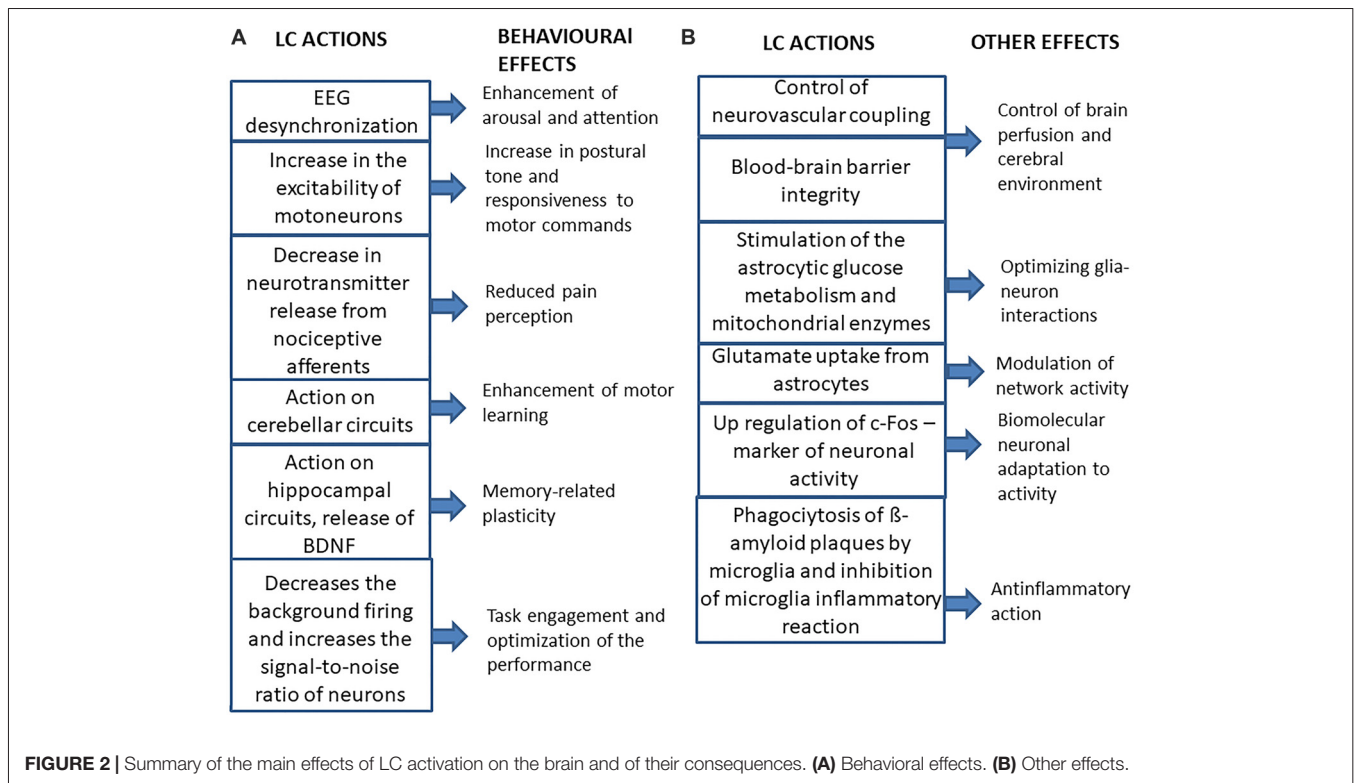 A LC ACTIONS
BEHAVIOURAl
EFFECTS
EEG
desynchronization
Enhancement of
arousal and attention
Increase in the
excitability of
motoneurons
Increase in postural
tone and
responsiveness to
motor commands
Decrease in
neurotransmitter
release from
nociceptive
afferents
Reduced pain
perception
Action on
cerebellar circuits
Enhancement of motor
learning
Action on
hippocampal
circuits, release of
BDNF
Memory-related
plasticity
Decreases the
background firing
and increases the
signal-to-noise
ratio of neurons
Task engagement and
optimization of the
performance
B LC ACTIONS
OTHER EFFECTS
Control of
neurovascular coupling
Blood-brain barrier
integrity
Control of brain
perfusion and
cerebral
environment
Stimulation of the
astrocytic glucose
metabolism and
mitochondrial enzymes
Optimizing glia-
neuron
interactions
Glutamate uptake from
astrocytes
Modulation of
network activity
Up regulation of c-Fos –
marker of neuronal
activity
Biomolecular
neuronal
adaptation to
activity
Phagociytosis of ß-
amyloid plaques by
microglia and inhibition
of microglia inflammatory
reaction
Antinflammatory
action
FIGURE 2 | Summary of the main effects of LC activation on the brain and of their consequences. (A) Behavioral effects. (B) Other effects.